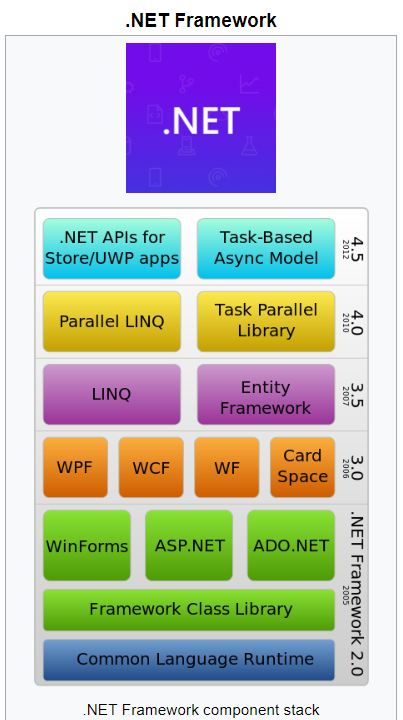 .NET Framework
.NET
.NET APIs for
Store/UWP apps
Task-Based
Async Model
4.5
2012
Parallel LINQ
Task Parallel
Library
4.0
2010
LINQ
Entity
Framework
3.5
2007
WPF
WCF
WF
Card
Space
3.0
2006
WinForms
ASP.NET
ADO.NET
Framework Class Library
Common Language Runtime
.NET Framework 2.0
2005
.NET Framework component stack